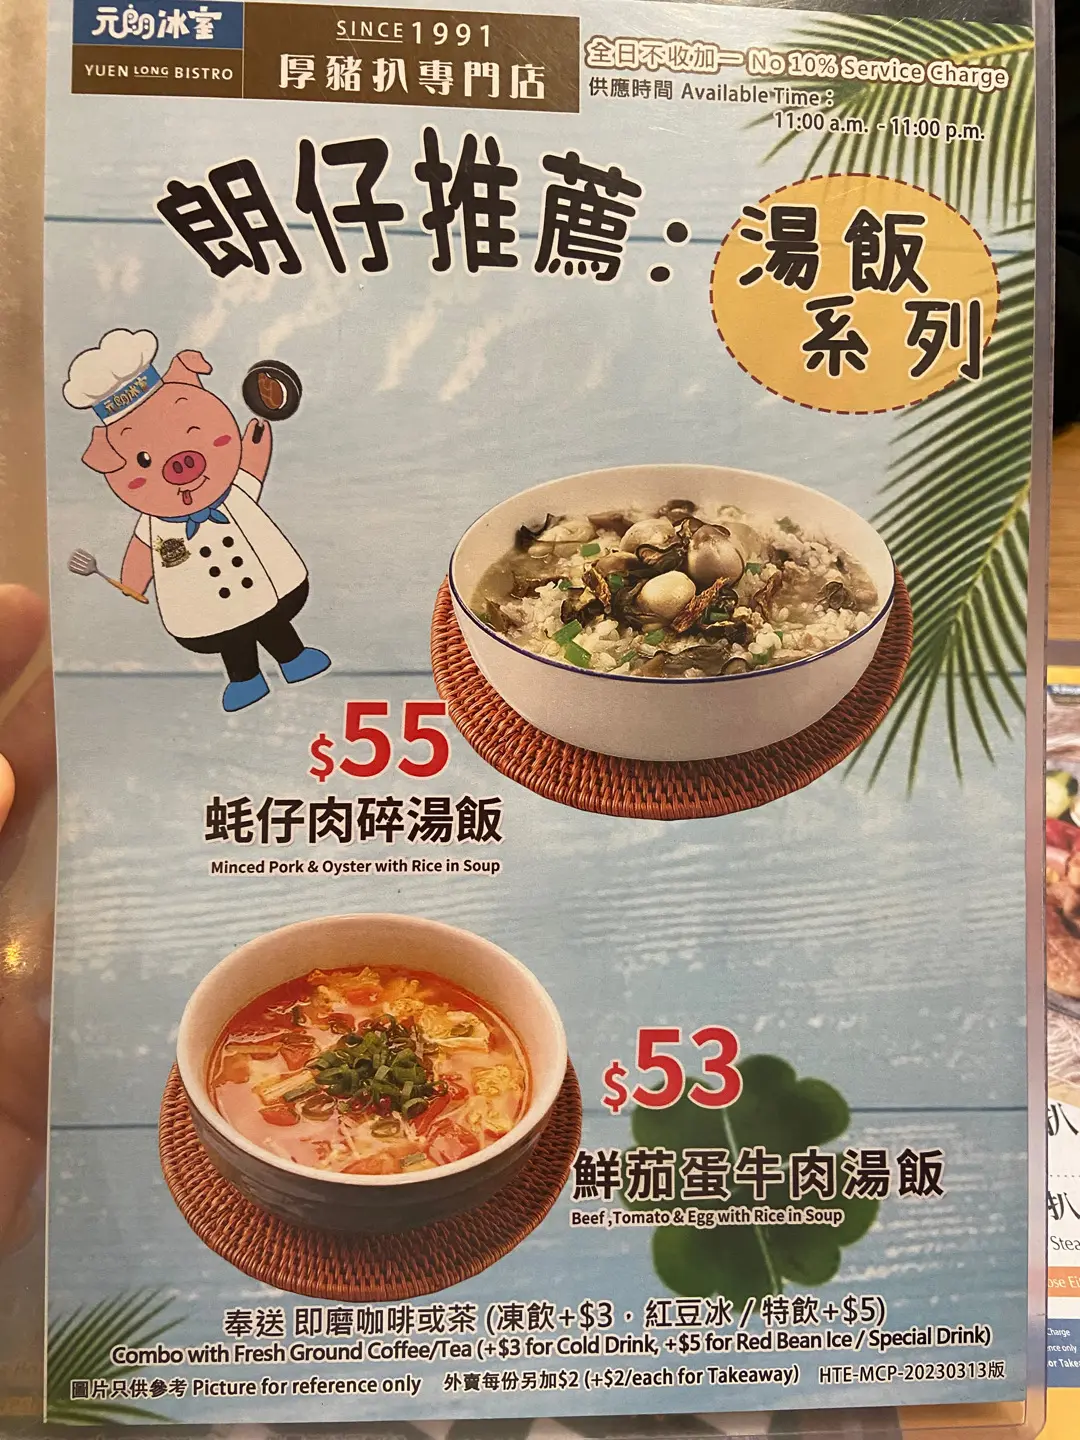 元朗冰室
YUEN LONG BISTRO
SINCE 1991
厚豬扒專門店
全日不收加一 No 10% Service Charge
供應時間 Available Time：
11:00 a.m. - 11:00 p.m.
朗仔推薦：
湯飯
系列
元朗冰室
$55
蚝仔肉碎湯飯
Minced Pork & Oyster with Rice in Soup
$53
鮮茄蛋牛肉湯飯
Beef ,Tomato & Egg with Rice in Soup
奉送 即磨咖啡或茶 (凍飲+$3，紅豆冰 / 特飲+$5)
Combo with Fresh Ground Coffee/Tea (+$3 for Cold Drink, +$5 for Red Bean Ice / Special Drink)
圖片只供參考 Picture for reference only 外賣每份另加$2 (+$2/each for Takeaway) HTE-MCP-20230313版
扒
扒